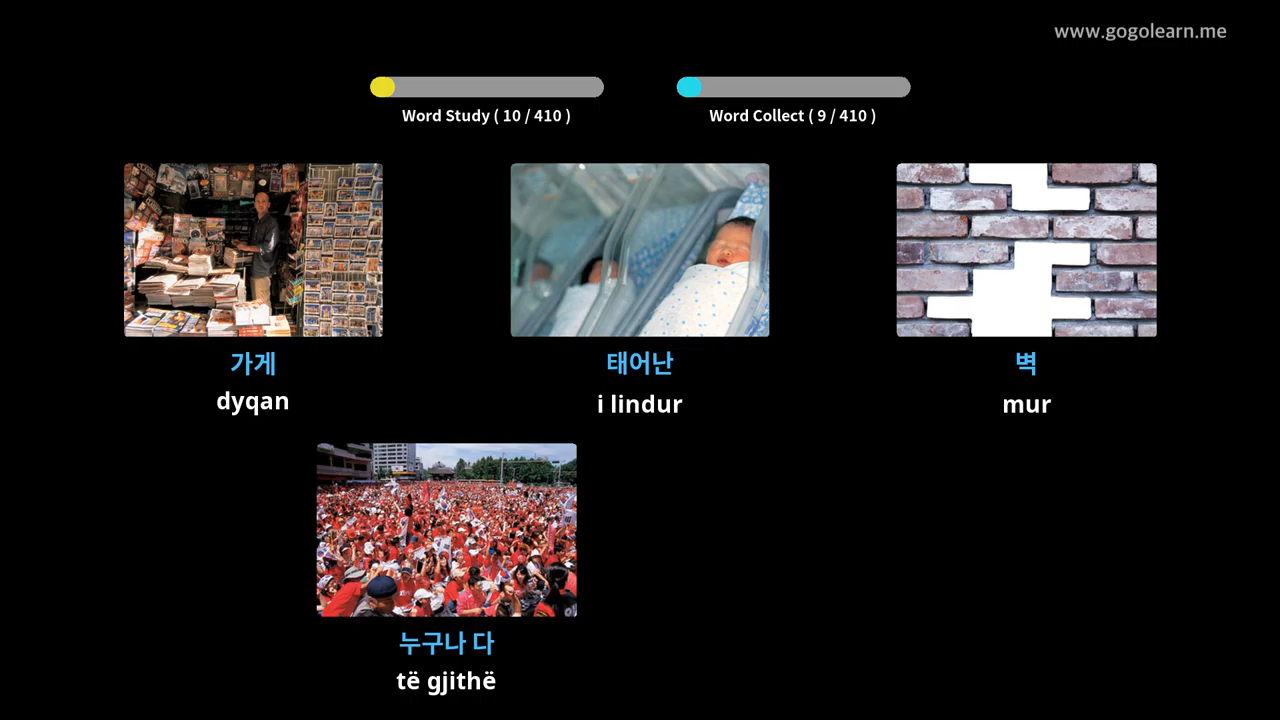 www.gogolearn.me
Word Study ( 10 / 410 )
Word Collect ( 9 / 410 )
가게
dyqan
태어난
i lindur
벽
mur
누구나 다
të gjithë